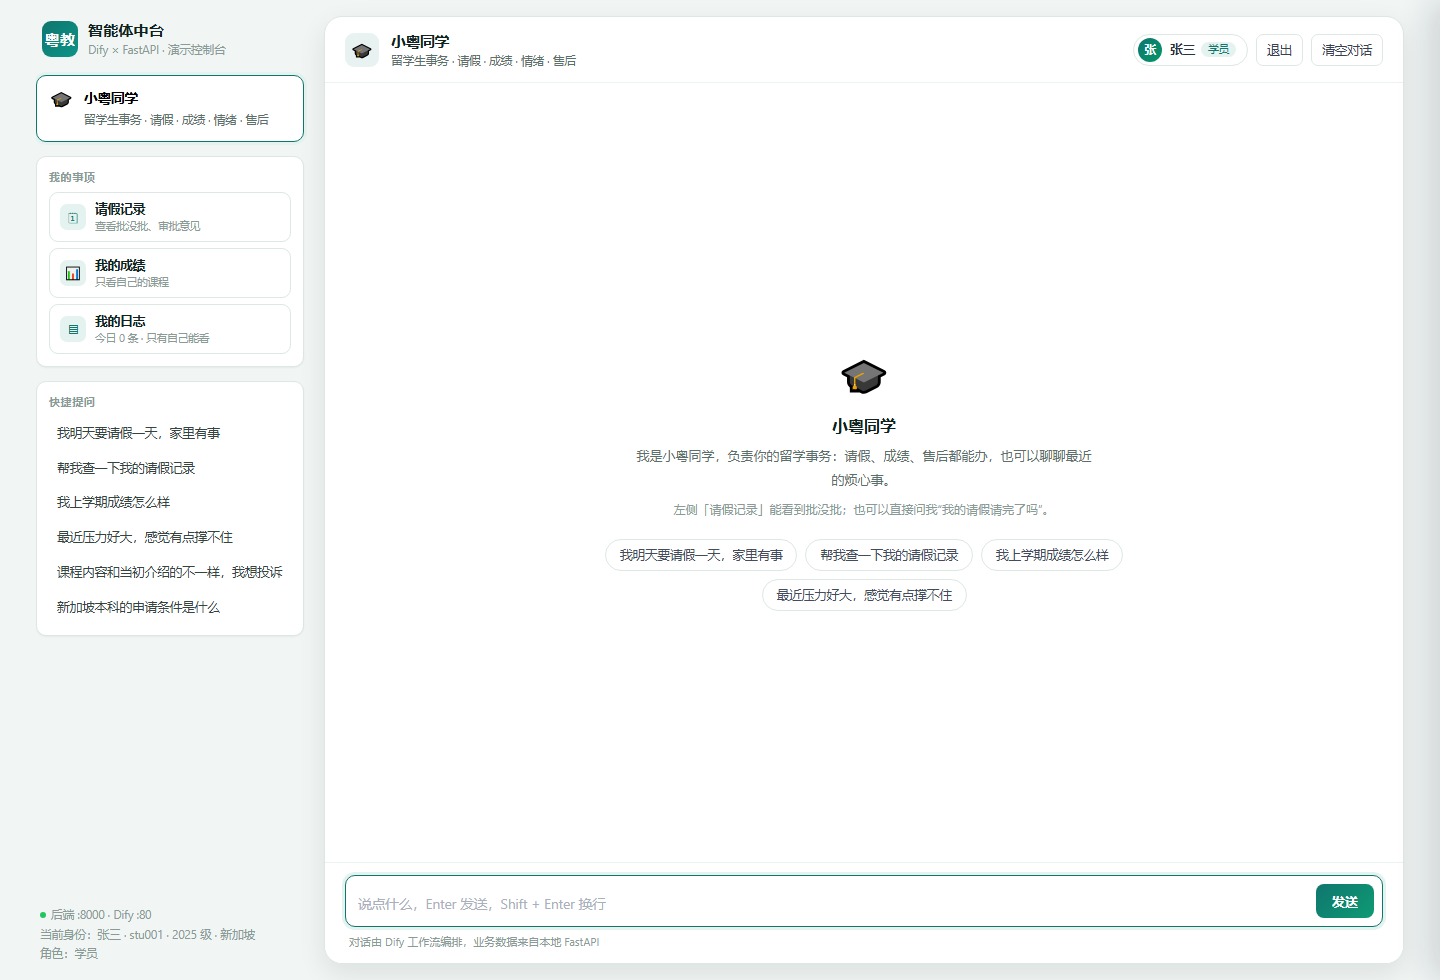 粤教
智能体中台
Dify × FastAPI · 演示控制台
小粤同学
留学生事务 · 请假 · 成绩 · 情绪 · 售后
我的事项
请假记录
查看批没批、审批意见
我的成绩
只看自己的课程
我的日志
今日 0 条 · 只有自己能看
快捷提问
我明天要请假一天，家里有事
帮我查一下我的请假记录
我上学期成绩怎么样
最近压力好大，感觉有点撑不住
课程内容和当初介绍的不一样，我想投诉
新加坡本科的申请条件是什么
后端 :8000 · Dify :80
当前身份：张三 · stu001 · 2025 级 · 新加坡
角色：学员
小粤同学
留学生事务 · 请假 · 成绩 · 情绪 · 售后
张 张三 学员 退出 清空对话
小粤同学
我是小粤同学，负责你的留学事务：请假、成绩、售后都能办，也可以聊聊最近
的烦心事。
左侧「请假记录」能看到批没批；也可以直接问我“我的请假请完了吗”。
我明天要请假一天，家里有事 帮我查一下我的请假记录 我上学期成绩怎么样
最近压力好大，感觉有点撑不住
说点什么，Enter 发送，Shift + Enter 换行 发送
对话由 Dify 工作流编排，业务数据来自本地 FastAPI